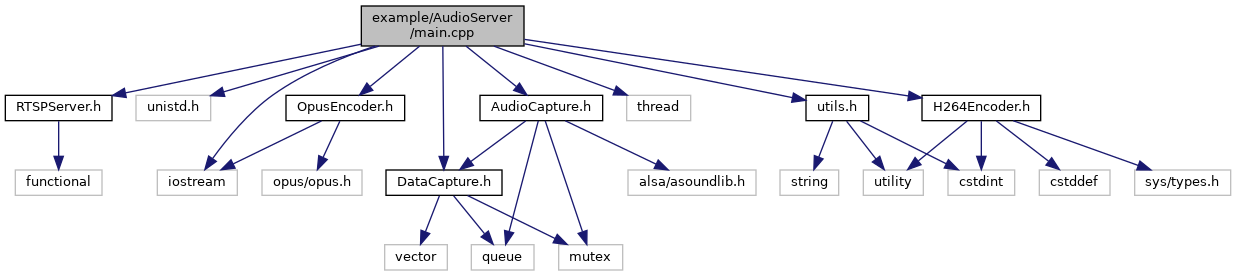 example/AudioServer
/main.cpp
RTSPServer.h
unistd.h
OpusEncoder.h
AudioCapture.h
thread
utils.h
H264Encoder.h
functional
iostream
opus/opus.h
DataCapture.h
alsa/asoundlib.h
string
utility
cstdint
cstddef
sys/types.h
vector
queue
mutex